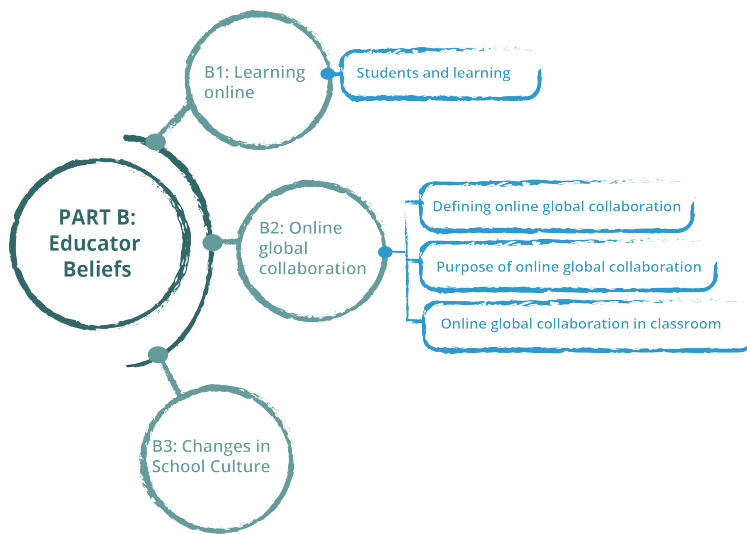 PART B:
Educator
Beliefs
B1: Learning
online
Students and learning
B2: Online
global
collaboration
Defining online global collaboration
Purpose of online global collaboration
Online global collaboration in classroom
B3: Changes in
School Culture